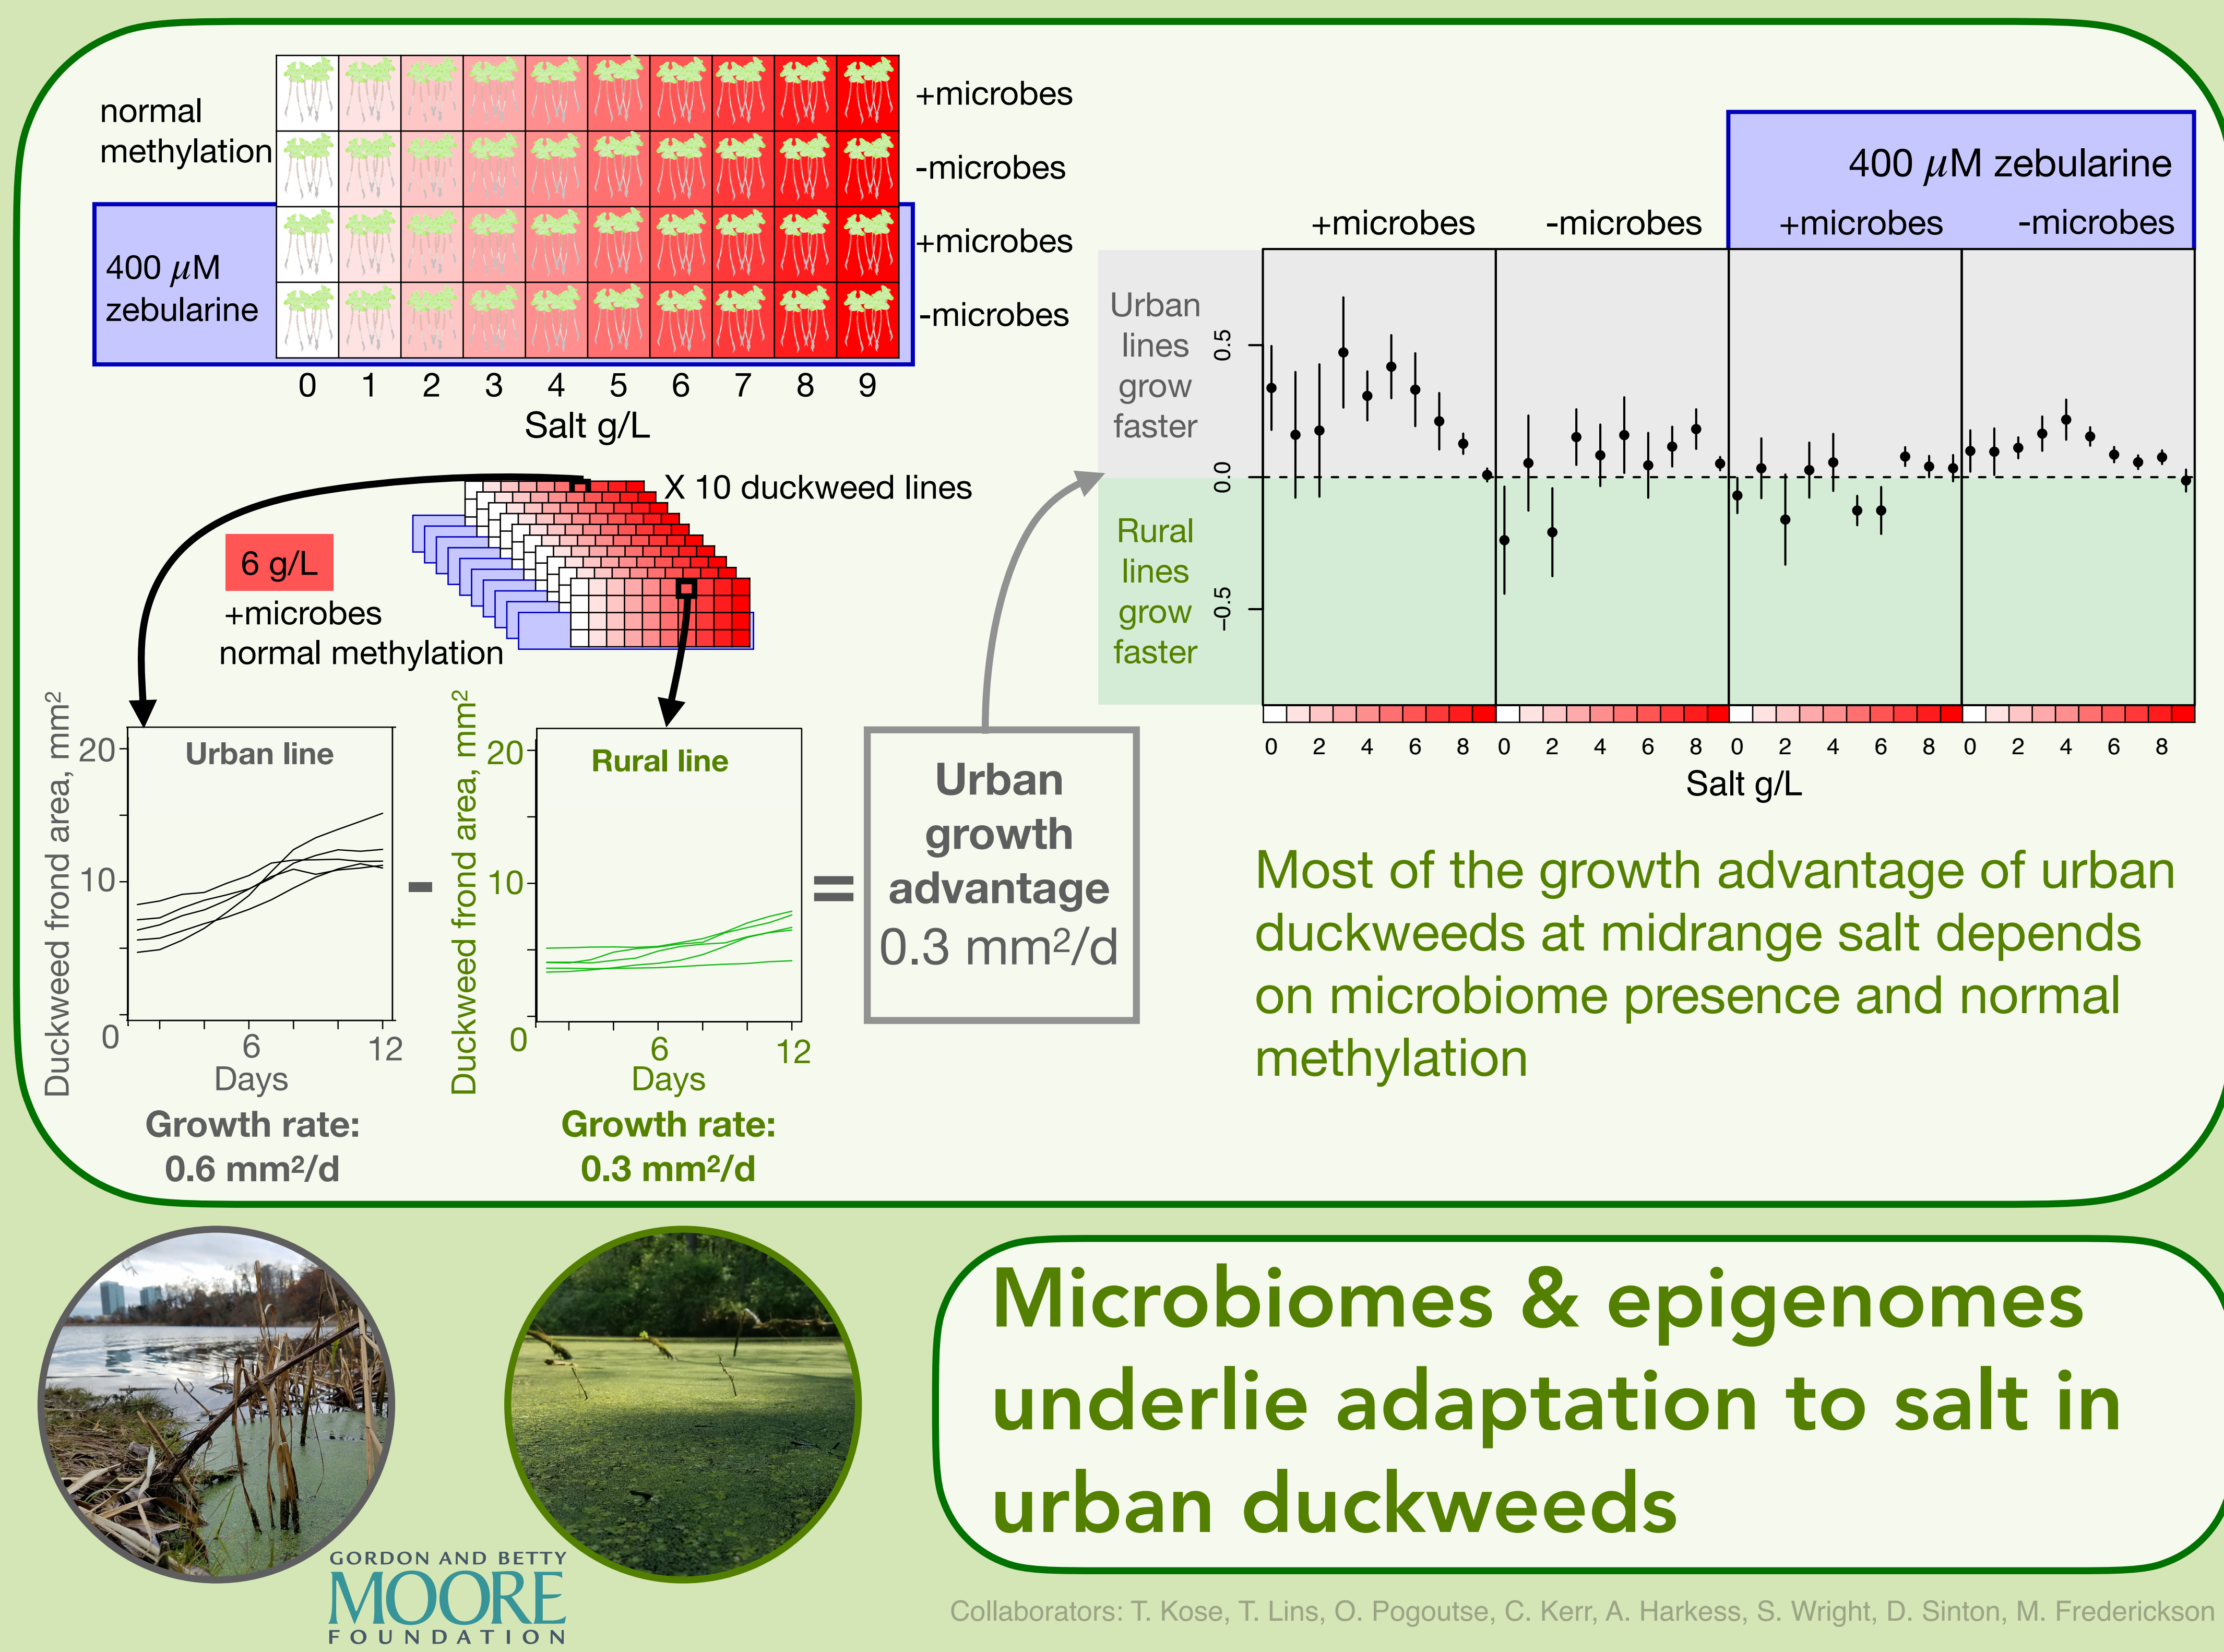 normal
methylation
+microbes
-microbes
400 µM
zebularine
+microbes
-microbes
0 1 2 3 4 5 6 7 8 9
Salt g/L
X 10 duckweed lines
6 g/L
+microbes
normal methylation
Duckweed frond area, mm²
20
10
0
Urban line
6
12
Days
Growth rate:
0.6 mm²/d
-
Duckweed frond area, mm²
20
10
0
Rural line
6
12
Days
Growth rate:
0.3 mm²/d
=
Urban
growth
advantage
0.3 mm²/d
400 µM zebularine
+microbes -microbes +microbes -microbes
Urban
lines
grow
faster
Rural
lines
grow
faster
0.5
0.0
−0.5
0 2 4 6 8 0 2 4 6 8 0 2 4 6 8 0 2 4 6 8
Salt g/L
Most of the growth advantage of urban
duckweeds at midrange salt depends
on microbiome presence and normal
methylation
Microbiomes & epigenomes
underlie adaptation to salt in
urban duckweeds
GORDON AND BETTY
MOORE
FOUNDATION
Collaborators: T. Kose, T. Lins, O. Pogoutse, C. Kerr, A. Harkess, S. Wright, D. Sinton, M. Frederickson